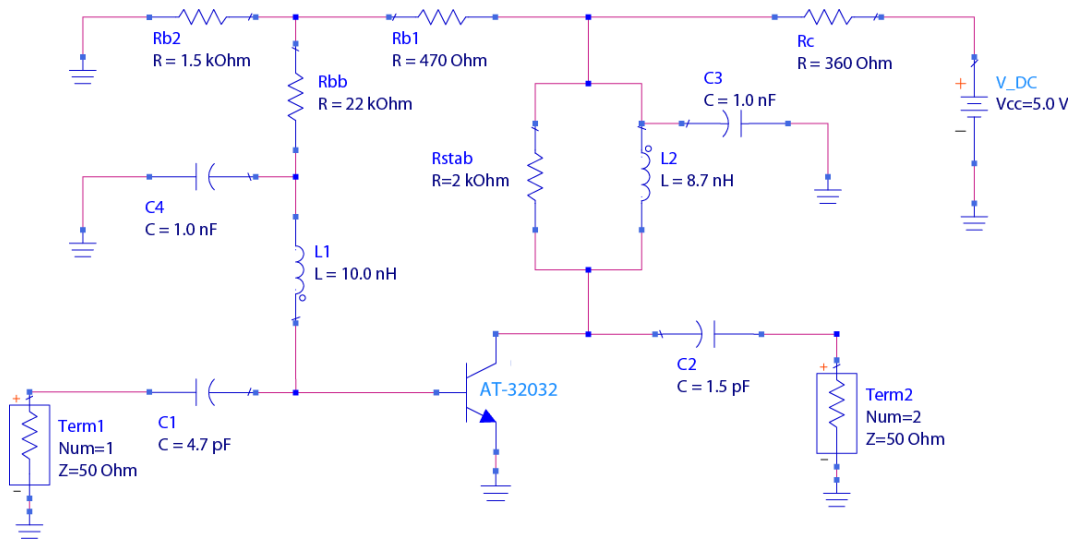 Rb2
R = 1.5 kOhm
Rb1
R = 470 Ohm
Rc
R = 360 Ohm
Rbb
R = 22 kOhm
C3
C = 1.0 nF
+
V_DC
Vcc=5.0 V
−
Rstab
R=2 kOhm
L2
L = 8.7 nH
C4
C = 1.0 nF
L1
L = 10.0 nH
AT-32032
C2
C = 1.5 pF
C1
C = 4.7 pF
+
Term1
Num=1
Z=50 Ohm
−
+
Term2
Num=2
Z=50 Ohm
−